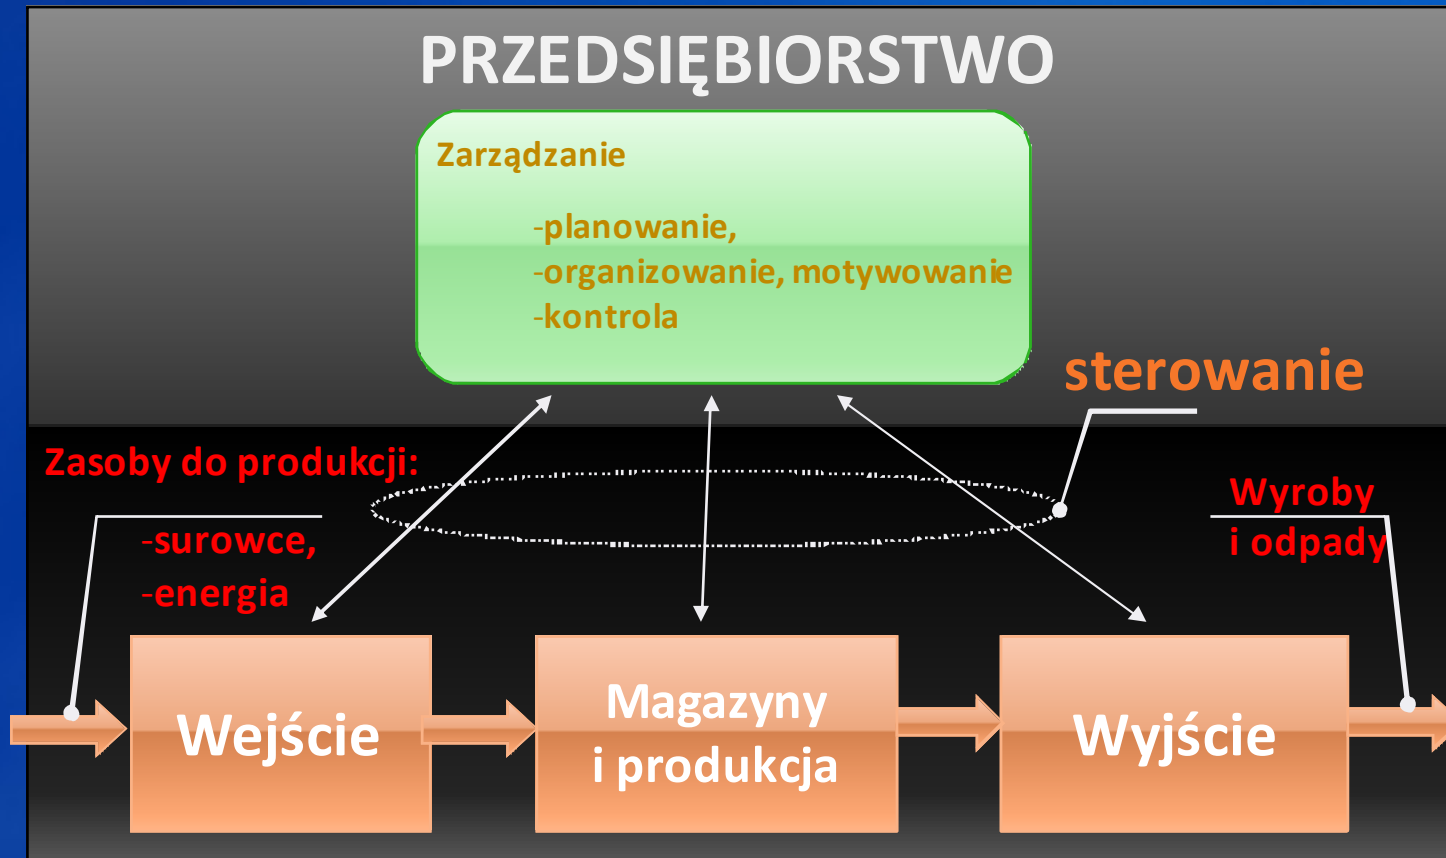 PRZEDSIĘBIORSTWO
Zarządzanie
-planowanie,
-organizowanie, motywowanie
-kontrola
sterowanie
Zasoby do produkcji:
-surowce,
-energia
Wyroby
i odpady
Wejście
Magazyny
i produkcja
Wyjście